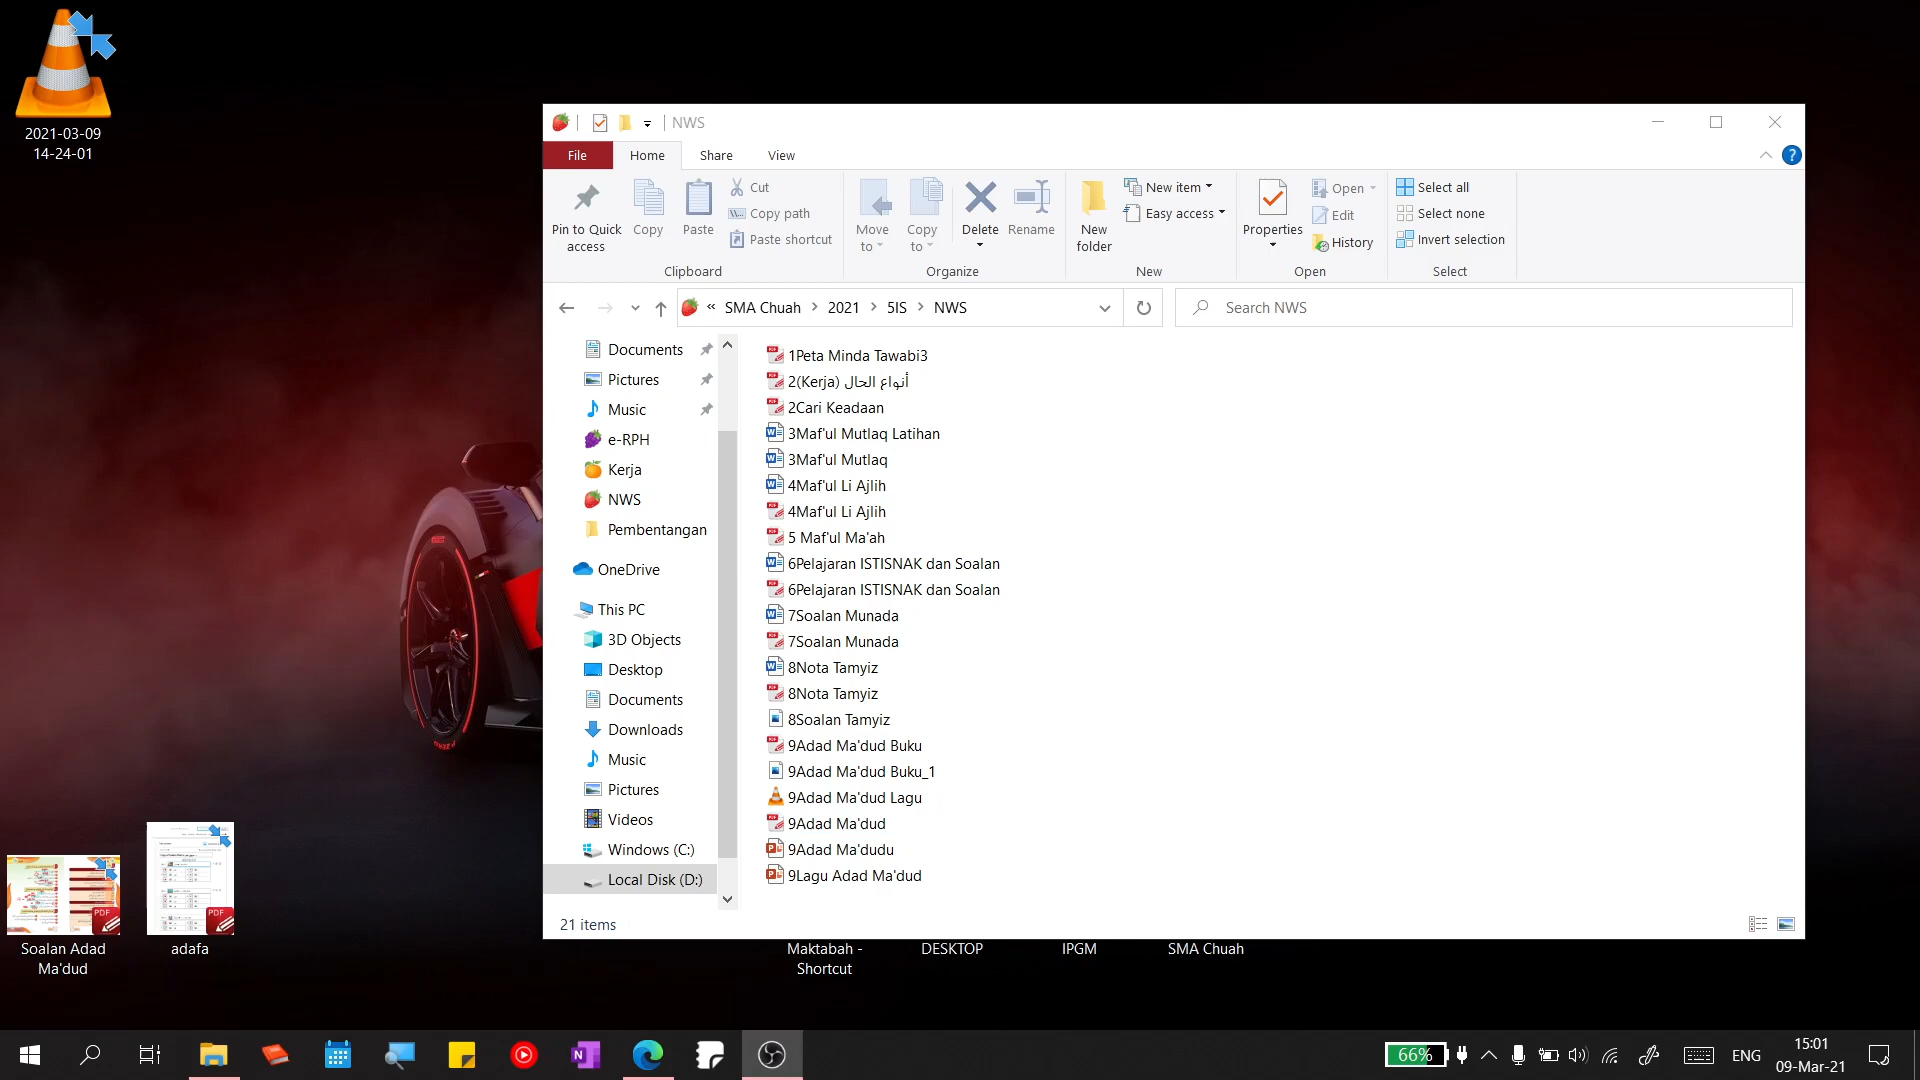 2021-03-09
14-24-01
NWS
File
Home
Share
View
Pin to Quick
access
Copy
Paste
Cut
Copy path
Paste shortcut
Clipboard
Move
to
Copy
to
Delete
Rename
Organize
New
folder
New item
Easy access
New
Properties
Open
Edit
History
Open
Select all
Select none
Invert selection
Select
« SMA Chuah > 2021 > 5IS > NWS
Search NWS
Documents
Pictures
Music
e-RPH
Kerja
NWS
Pembentangan
OneDrive
This PC
3D Objects
Desktop
Documents
Downloads
Music
Pictures
Videos
Windows (C:)
Local Disk (D:)
1Peta Minda Tawabi3
2(Kerja) أنواع الحال
2Cari Keadaan
3Maf'ul Mutlaq Latihan
3Maf'ul Mutlaq
4Maf'ul Li Ajlih
4Maf'ul Li Ajlih
5 Maf'ul Ma'ah
6Pelajaran ISTISNAK dan Soalan
6Pelajaran ISTISNAK dan Soalan
7Soalan Munada
7Soalan Munada
8Nota Tamyiz
8Nota Tamyiz
8Soalan Tamyiz
9Adad Ma'dud Buku
9Adad Ma'dud Buku_1
9Adad Ma'dud Lagu
9Adad Ma'dud
9Adad Ma'dudu
9Lagu Adad Ma'dud
21 items
PDF
Soalan Adad
Ma'dud
PDF
adafa
Maktabah -
Shortcut
DESKTOP
IPGM
SMA Chuah
66%
ENG
15:01
09-Mar-21